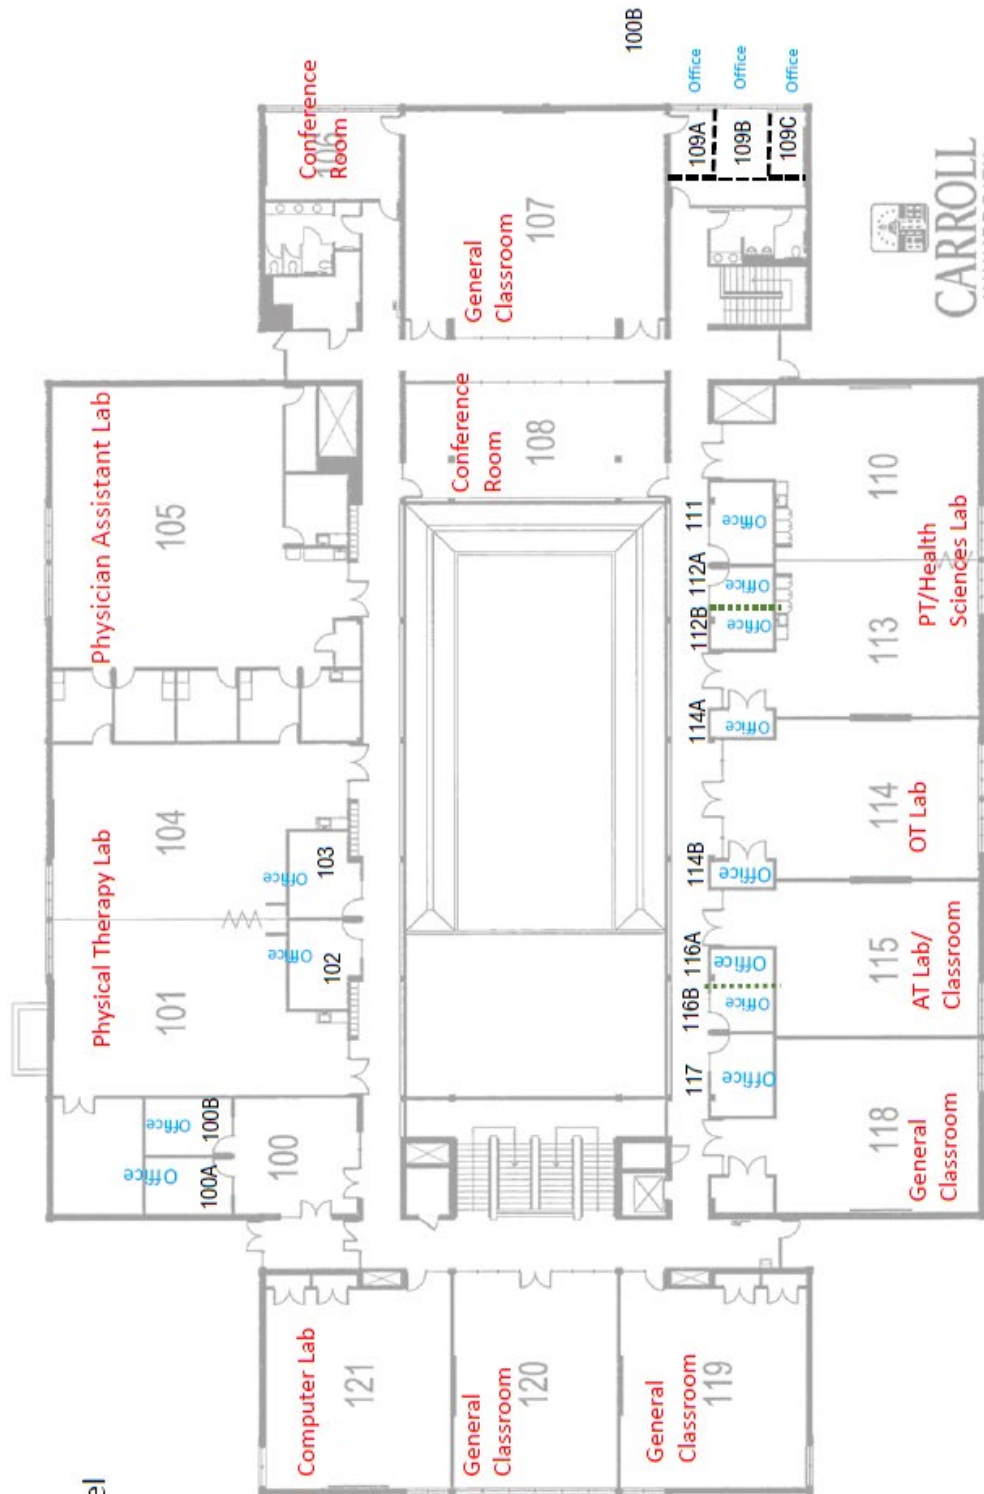 el
Computer Lab
121
General
Classroom
120
General
Classroom
119
Office
100A
Office
100B
100
Physical Therapy Lab
101
104
Office
102
Office
103
Physician Assistant Lab
105
Conference
Room
106
General
Classroom
107
Conference
Room
108
100B
109A
Office
109B
Office
109C
Office
117
Office
116B
Office
116A
Office
114B
Office
114A
Office
112B
Office
112A
Office
111
Office
118
General
Classroom
115
AT Lab/
Classroom
114
OT Lab
113
110
PT/Health
Sciences Lab
CARROLL